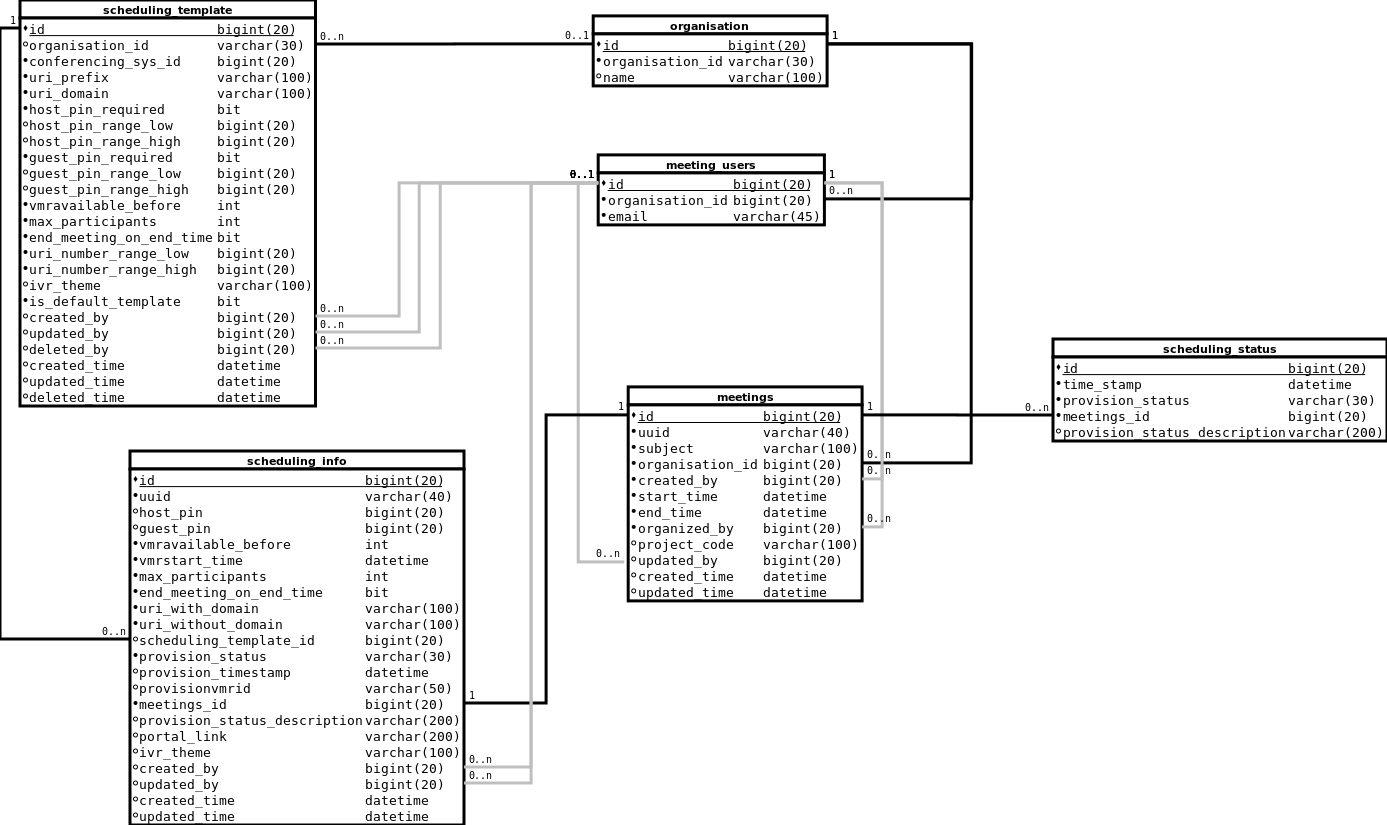 scheduling_template
1
id bigint(20)
organisation_id varchar(30)
conferencing_sys_id bigint(20)
uri_prefix varchar(100)
uri_domain varchar(100)
host_pin_required bit
host_pin_range_low bigint(20)
host_pin_range_high bigint(20)
guest_pin_required bit
guest_pin_range_low bigint(20)
guest_pin_range_high bigint(20)
vmravailable_before int
max_participants int
end_meeting_on_end_time bit
uri_number_range_low bigint(20)
uri_number_range_high bigint(20)
ivr_theme varchar(100)
is_default_template bit
created_by bigint(20)
updated_by bigint(20)
deleted_by bigint(20)
created_time datetime
updated_time datetime
deleted_time datetime
0..n
0..n
0..n
0..n
organisation
0..1
1
id bigint(20)
organisation_id varchar(30)
name varchar(100)
meeting_users
0..1
1
0..n
id bigint(20)
organisation_id bigint(20)
email varchar(45)
scheduling_status
0..n
id bigint(20)
time_stamp datetime
provision_status varchar(30)
meetings_id bigint(20)
provision_status_description varchar(200)
meetings
1
1
id bigint(20)
uuid varchar(40)
subject varchar(100)
organisation_id bigint(20)
created_by bigint(20)
start_time datetime
end_time datetime
organized_by bigint(20)
project_code varchar(100)
updated_by bigint(20)
created_time datetime
updated_time datetime
0..n
0..n
0..n
0..n
scheduling_info
id bigint(20)
uuid varchar(40)
host_pin bigint(20)
guest_pin bigint(20)
vmravailable_before int
vmrstart_time datetime
max_participants int
end_meeting_on_end_time bit
uri_with_domain varchar(100)
uri_without_domain varchar(100)
scheduling_template_id bigint(20)
provision_status varchar(30)
provision_timestamp datetime
provisionvmrid varchar(50)
meetings_id bigint(20)
provision_status_description varchar(200)
portal_link varchar(200)
ivr_theme varchar(100)
created_by bigint(20)
updated_by bigint(20)
created_time datetime
updated_time datetime
0..n
1
0..n
0..n